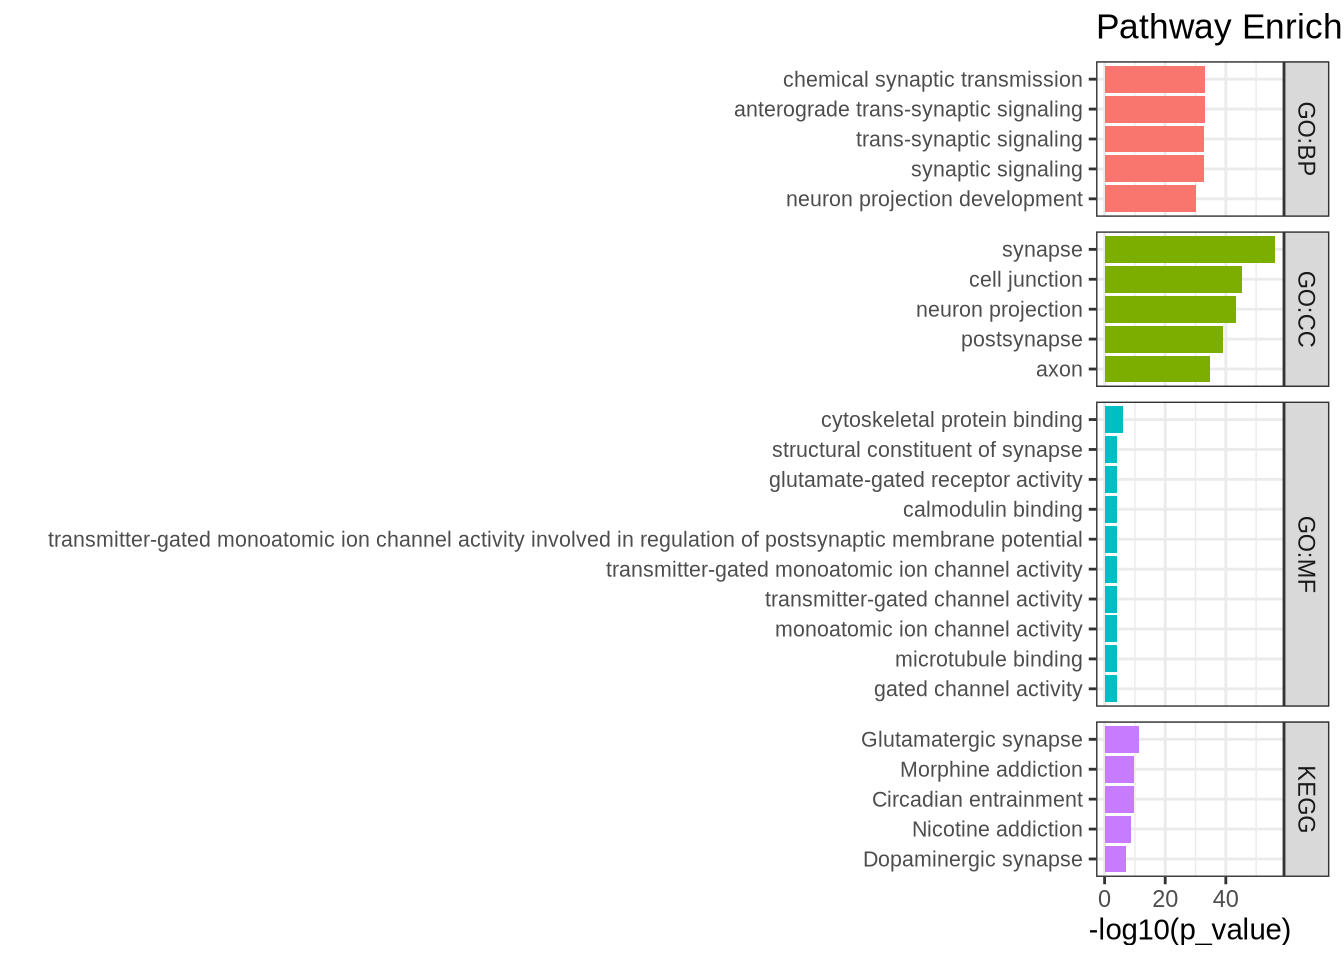 Pathway Enrich
chemical synaptic transmission
anterograde trans-synaptic signaling
trans-synaptic signaling
synaptic signaling
neuron projection development
GO:BP
synapse
cell junction
neuron projection
postsynapse
axon
GO:CC
cytoskeletal protein binding
structural constituent of synapse
glutamate-gated receptor activity
calmodulin binding
transmitter-gated monoatomic ion channel activity involved in regulation of postsynaptic membrane potential
transmitter-gated monoatomic ion channel activity
transmitter-gated channel activity
monoatomic ion channel activity
microtubule binding
gated channel activity
GO:MF
Glutamatergic synapse
Morphine addiction
Circadian entrainment
Nicotine addiction
Dopaminergic synapse
KEGG
0 20 40
-log10(p_value)